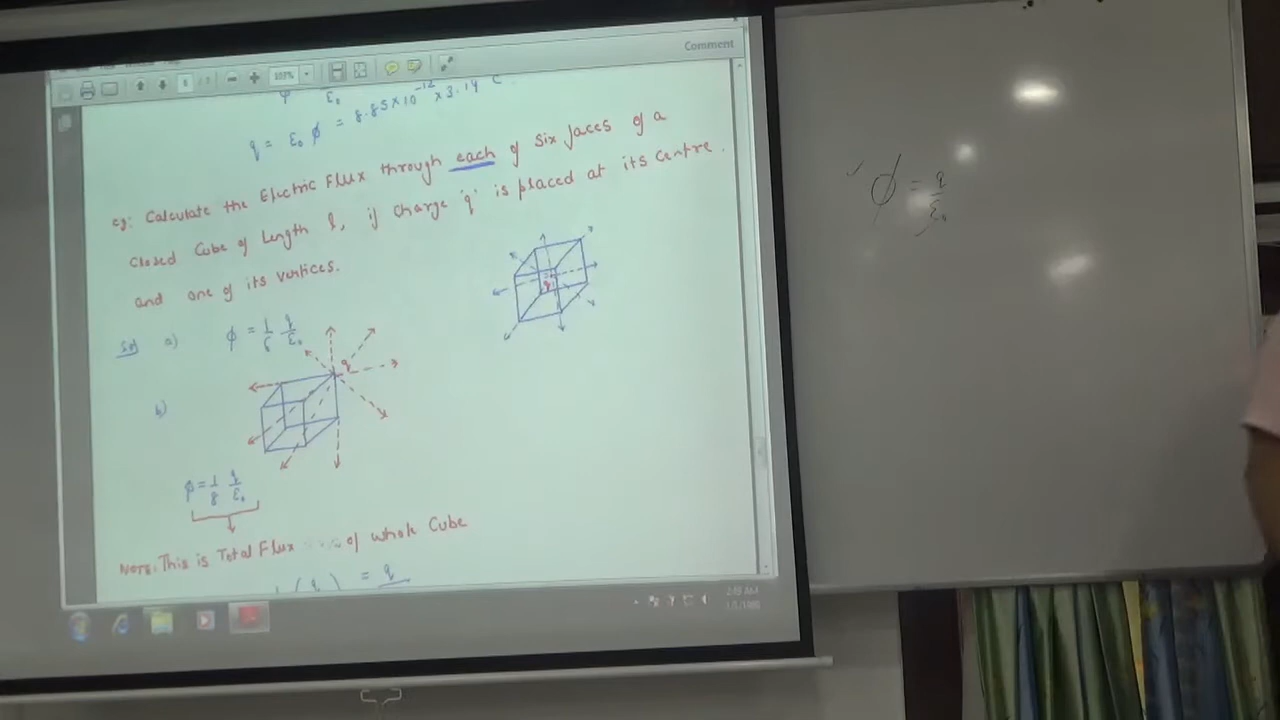 Comment
103%
φ ε₀
q = ε₀ φ = 8.85 x 10⁻¹² x 3.14 C
eg: Calculate the Electric Flux through each of six faces of a
closed Cube of Length l, if charge 'q' is placed at its centre.
and one of its vertices.
Sol a) φ = 1/6 q/ε₀
q
q
b)
φ = 1/8 q/ε₀
NOTE: This is Total Flux of whole Cube
(q) = q
φ = q/ε₀